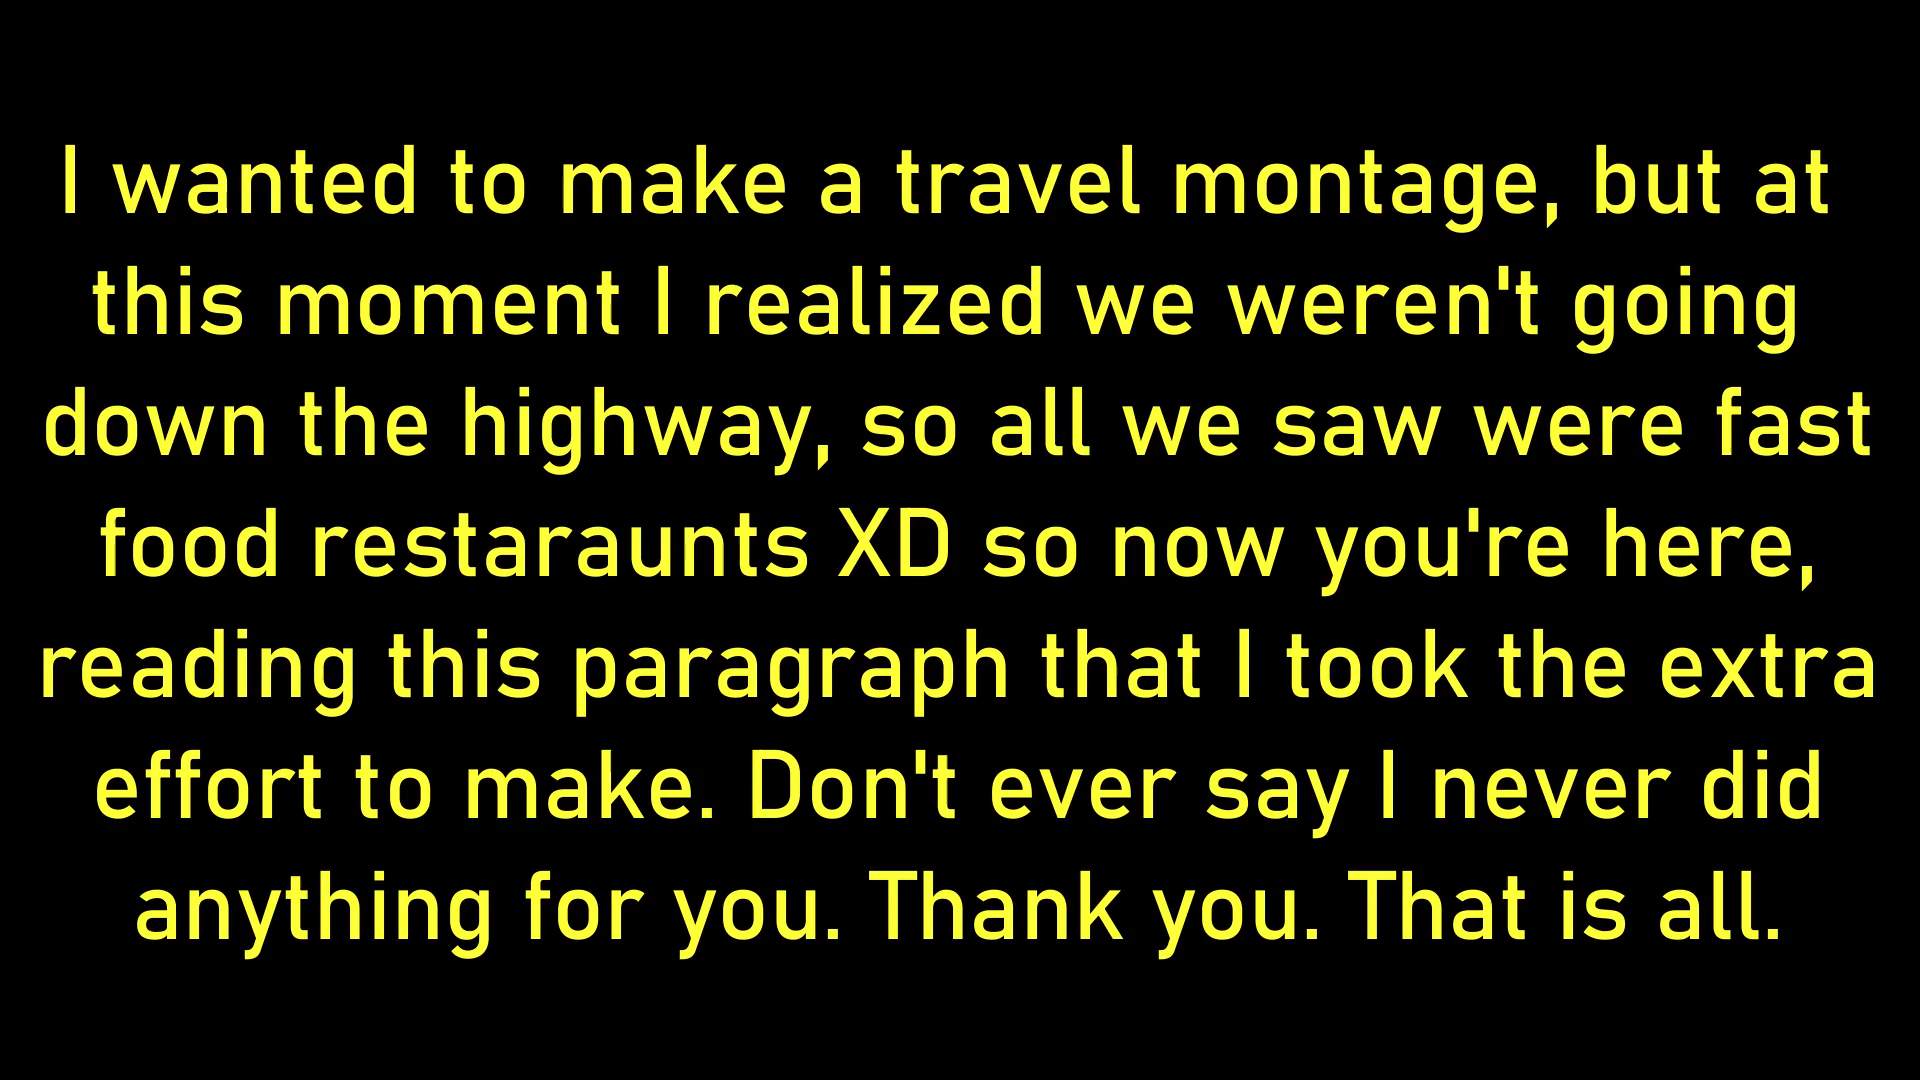 I wanted to make a travel montage, but at
this moment I realized we weren't going
down the highway, so all we saw were fast
food restaraunts XD so now you're here,
reading this paragraph that I took the extra
effort to make. Don't ever say I never did
anything for you. Thank you. That is all.